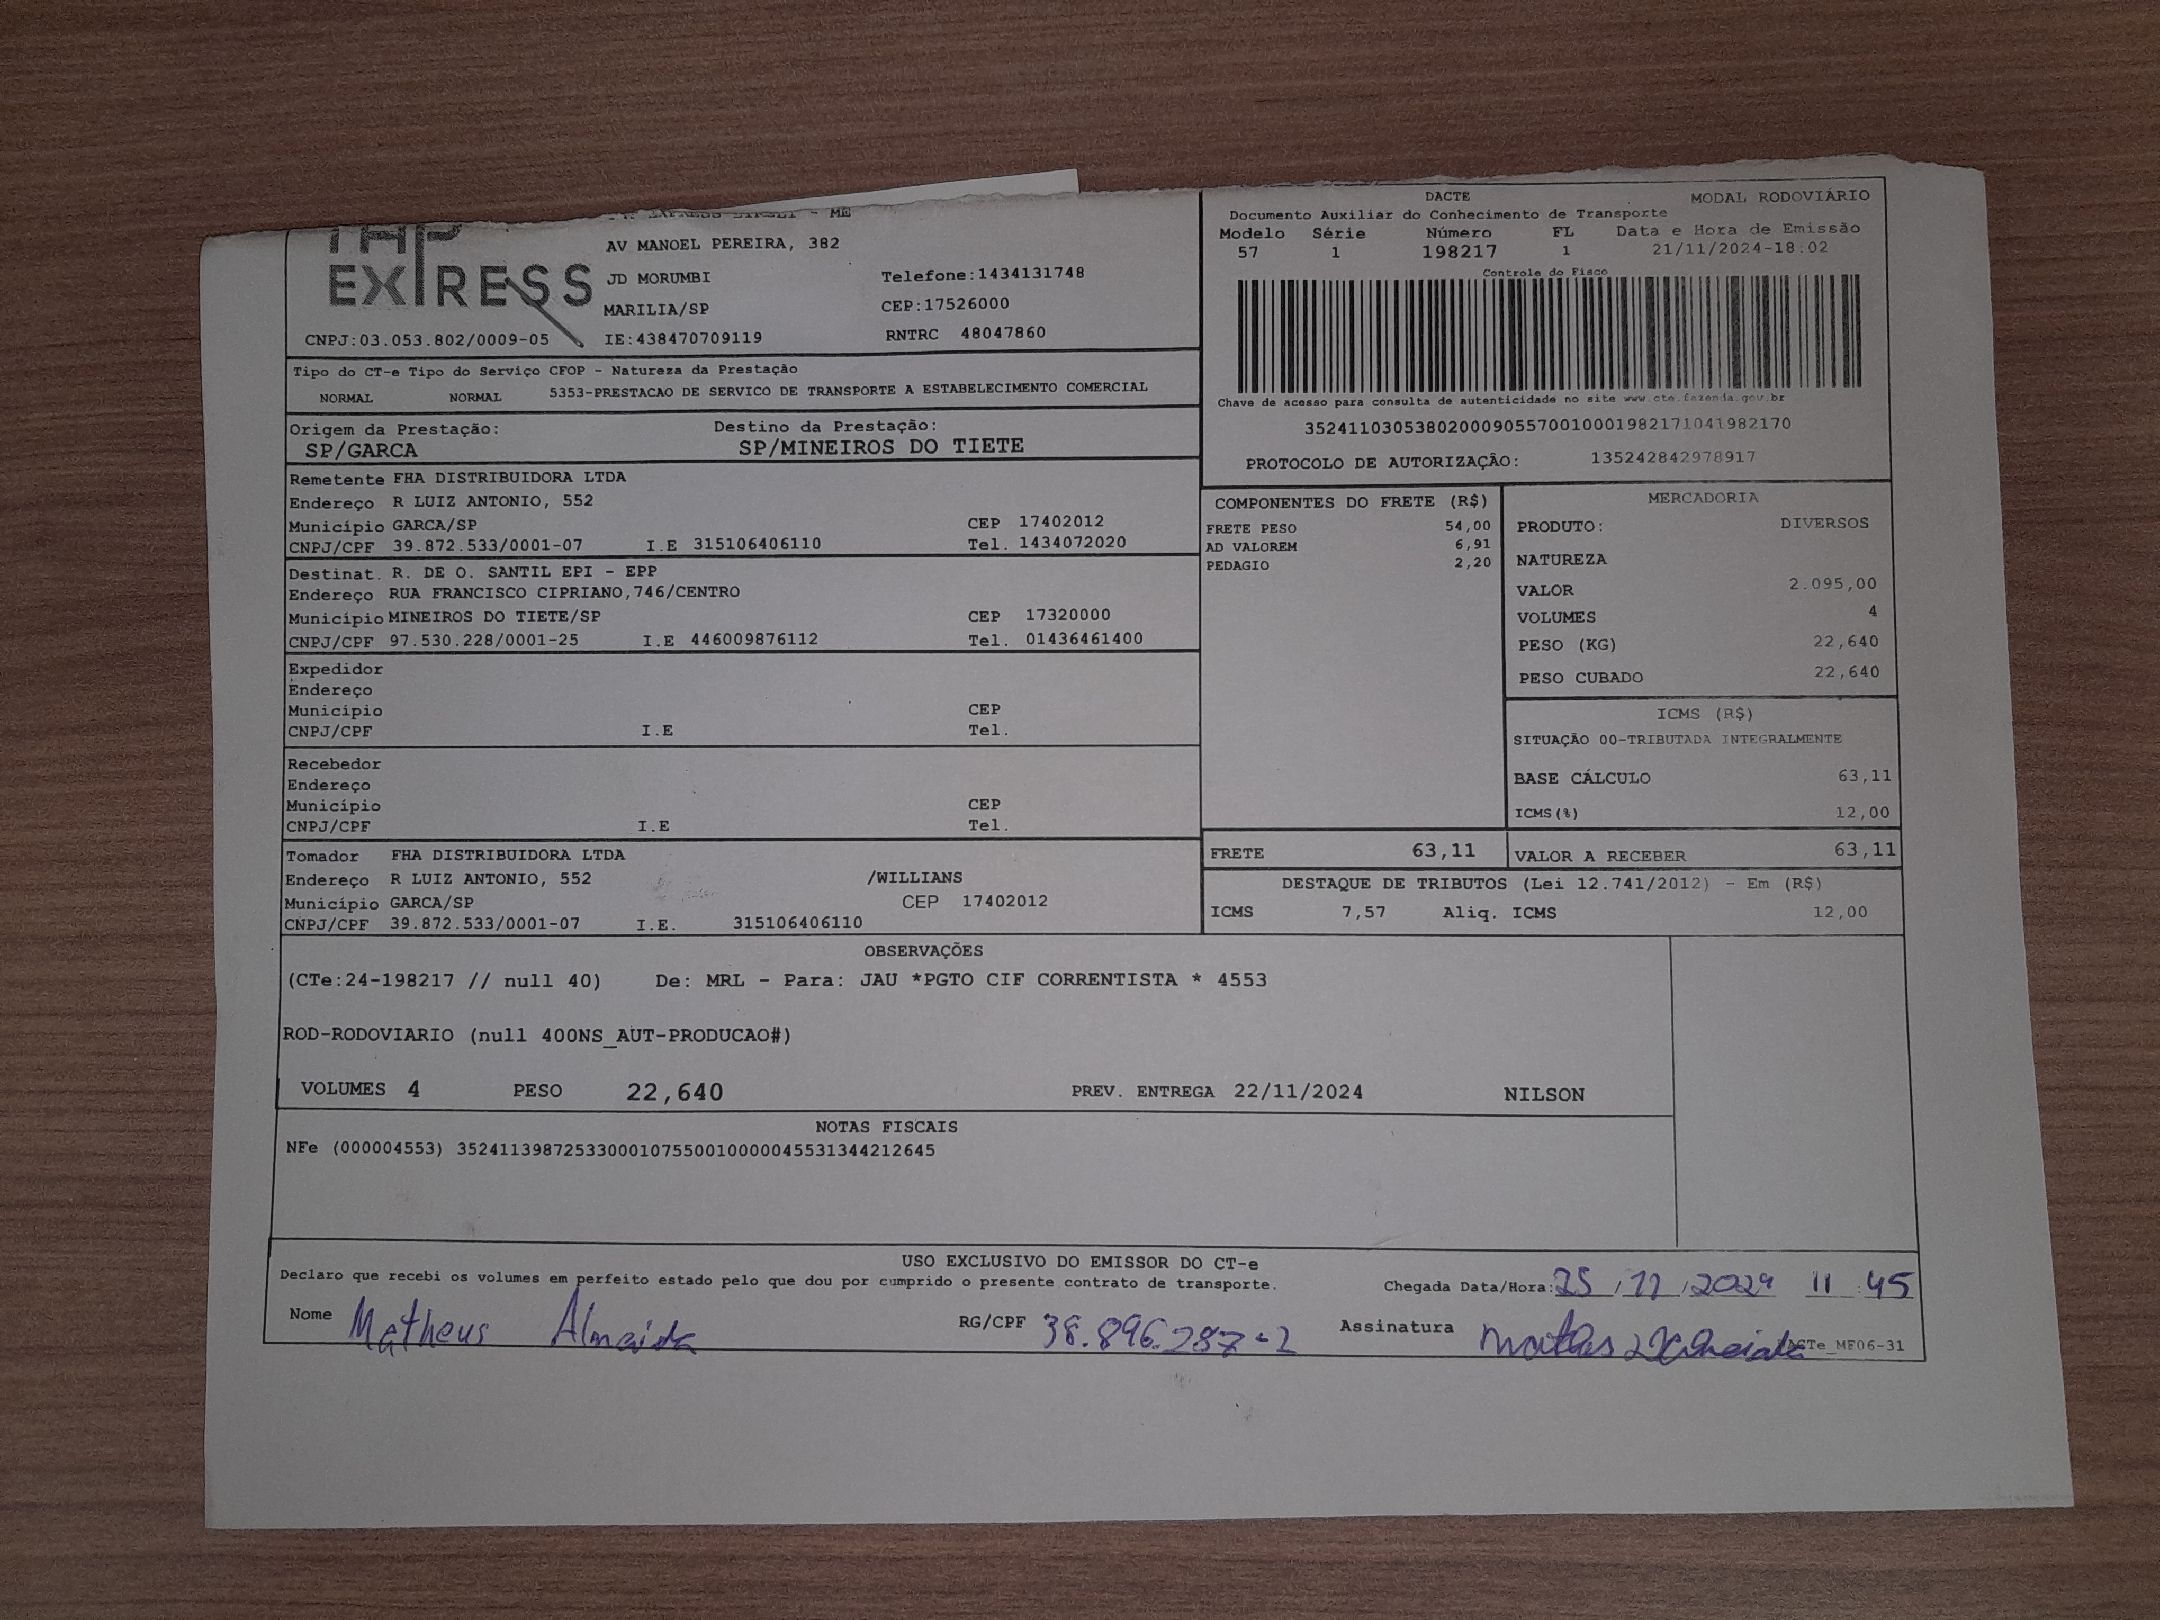 TAP
EXPRESS
EXPRESS EIRELI - ME
AV MANOEL PEREIRA, 382
JD MORUMBI Telefone:1434131748
MARILIA/SP CEP:17526000
CNPJ:03.053.802/0009-05 IE:438470709119 RNTRC 48047860
DACTE MODAL RODOVIÁRIO
Documento Auxiliar do Conhecimento de Transporte
Modelo Série Número FL Data e Hora de Emissão
57 1 198217 1 21/11/2024-18:02
Controle do Fisco
Chave de acesso para consulta de autenticidade no site www.cte.fazenda.gov.br
35241103053802000905570010001982171041982170
PROTOCOLO DE AUTORIZAÇÃO: 135242842978917
Tipo do CT-e Tipo do Serviço CFOP - Natureza da Prestação
NORMAL NORMAL 5353-PRESTACAO DE SERVICO DE TRANSPORTE A ESTABELECIMENTO COMERCIAL
Origem da Prestação: Destino da Prestação:
SP/GARCA SP/MINEIROS DO TIETE
Remetente FHA DISTRIBUIDORA LTDA
Endereço R LUIZ ANTONIO, 552
Município GARCA/SP CEP 17402012
CNPJ/CPF 39.872.533/0001-07 I.E 315106406110 Tel. 1434072020
Destinat. R. DE O. SANTIL EPI - EPP
Endereço RUA FRANCISCO CIPRIANO,746/CENTRO
Município MINEIROS DO TIETE/SP CEP 17320000
CNPJ/CPF 97.530.228/0001-25 I.E 446009876112 Tel. 01436461400
Expedidor
Endereço
Município CEP
CNPJ/CPF I.E Tel.
Recebedor
Endereço
Município CEP
CNPJ/CPF I.E Tel.
Tomador FHA DISTRIBUIDORA LTDA
Endereço R LUIZ ANTONIO, 552 /WILLIANS
Município GARCA/SP CEP 17402012
CNPJ/CPF 39.872.533/0001-07 I.E. 315106406110
COMPONENTES DO FRETE (R$)
FRETE PESO 54,00
AD VALOREM 6,91
PEDAGIO 2,20
MERCADORIA
PRODUTO: DIVERSOS
NATUREZA
VALOR 2.095,00
VOLUMES 4
PESO (KG) 22,640
PESO CUBADO 22,640
ICMS (R$)
SITUAÇÃO 00-TRIBUTADA INTEGRALMENTE
BASE CÁLCULO 63,11
ICMS(%) 12,00
FRETE 63,11 VALOR A RECEBER 63,11
DESTAQUE DE TRIBUTOS (Lei 12.741/2012) - Em (R$)
ICMS 7,57 Aliq. ICMS 12,00
OBSERVAÇÕES
(CTe:24-198217 // null 40) De: MRL - Para: JAU *PGTO CIF CORRENTISTA * 4553
ROD-RODOVIARIO (null 400NS_AUT-PRODUCAO#)
VOLUMES 4 PESO 22,640 PREV. ENTREGA 22/11/2024 NILSON
NOTAS FISCAIS
NFe (000004553) 35241139872533000107550010000045531344212645
USO EXCLUSIVO DO EMISSOR DO CT-e
Declaro que recebi os volumes em perfeito estado pelo que dou por cumprido o presente contrato de transporte. Chegada Data/Hora: 25/11/2024 11:45
Nome Matheus Almeida RG/CPF 38.896.287-2 Assinatura Matheus Almeida CTe_MF06-31